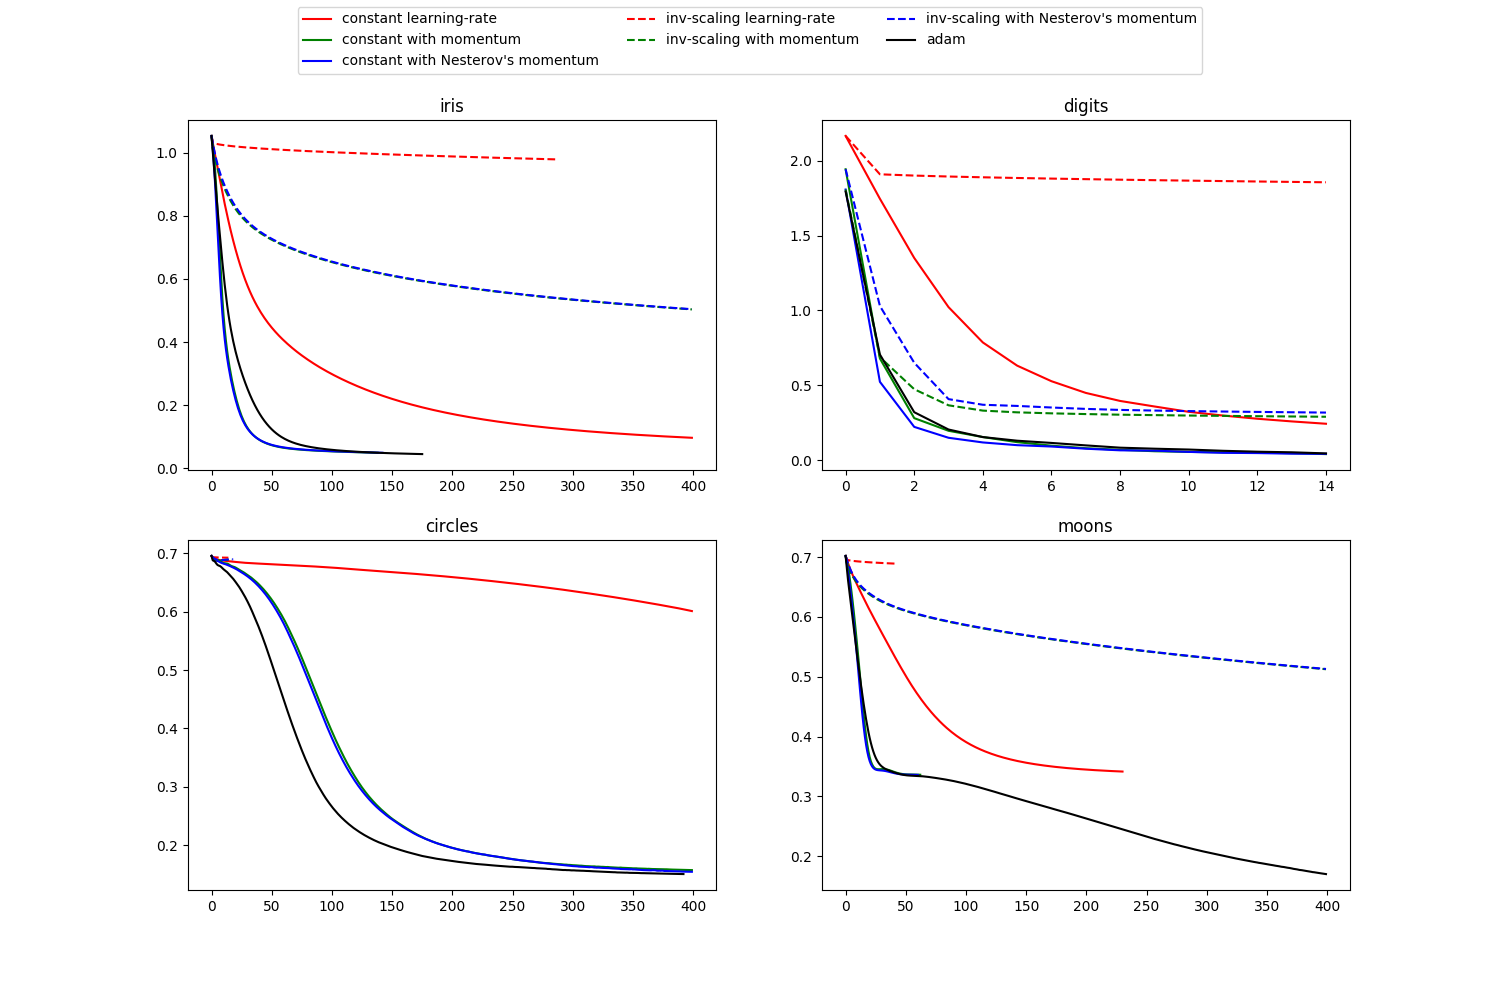 constant learning-rate
constant with momentum
constant with Nesterov's momentum
inv-scaling learning-rate
inv-scaling with momentum
inv-scaling with Nesterov's momentum
adam
iris
1.0
0.8
0.6
0.4
0.2
0.0
0 50 100 150 200 250 300 350 400
digits
2.0
1.5
1.0
0.5
0.0
0 2 4 6 8 10 12 14
circles
0.7
0.6
0.5
0.4
0.3
0.2
0 50 100 150 200 250 300 350 400
moons
0.7
0.6
0.5
0.4
0.3
0.2
0 50 100 150 200 250 300 350 400